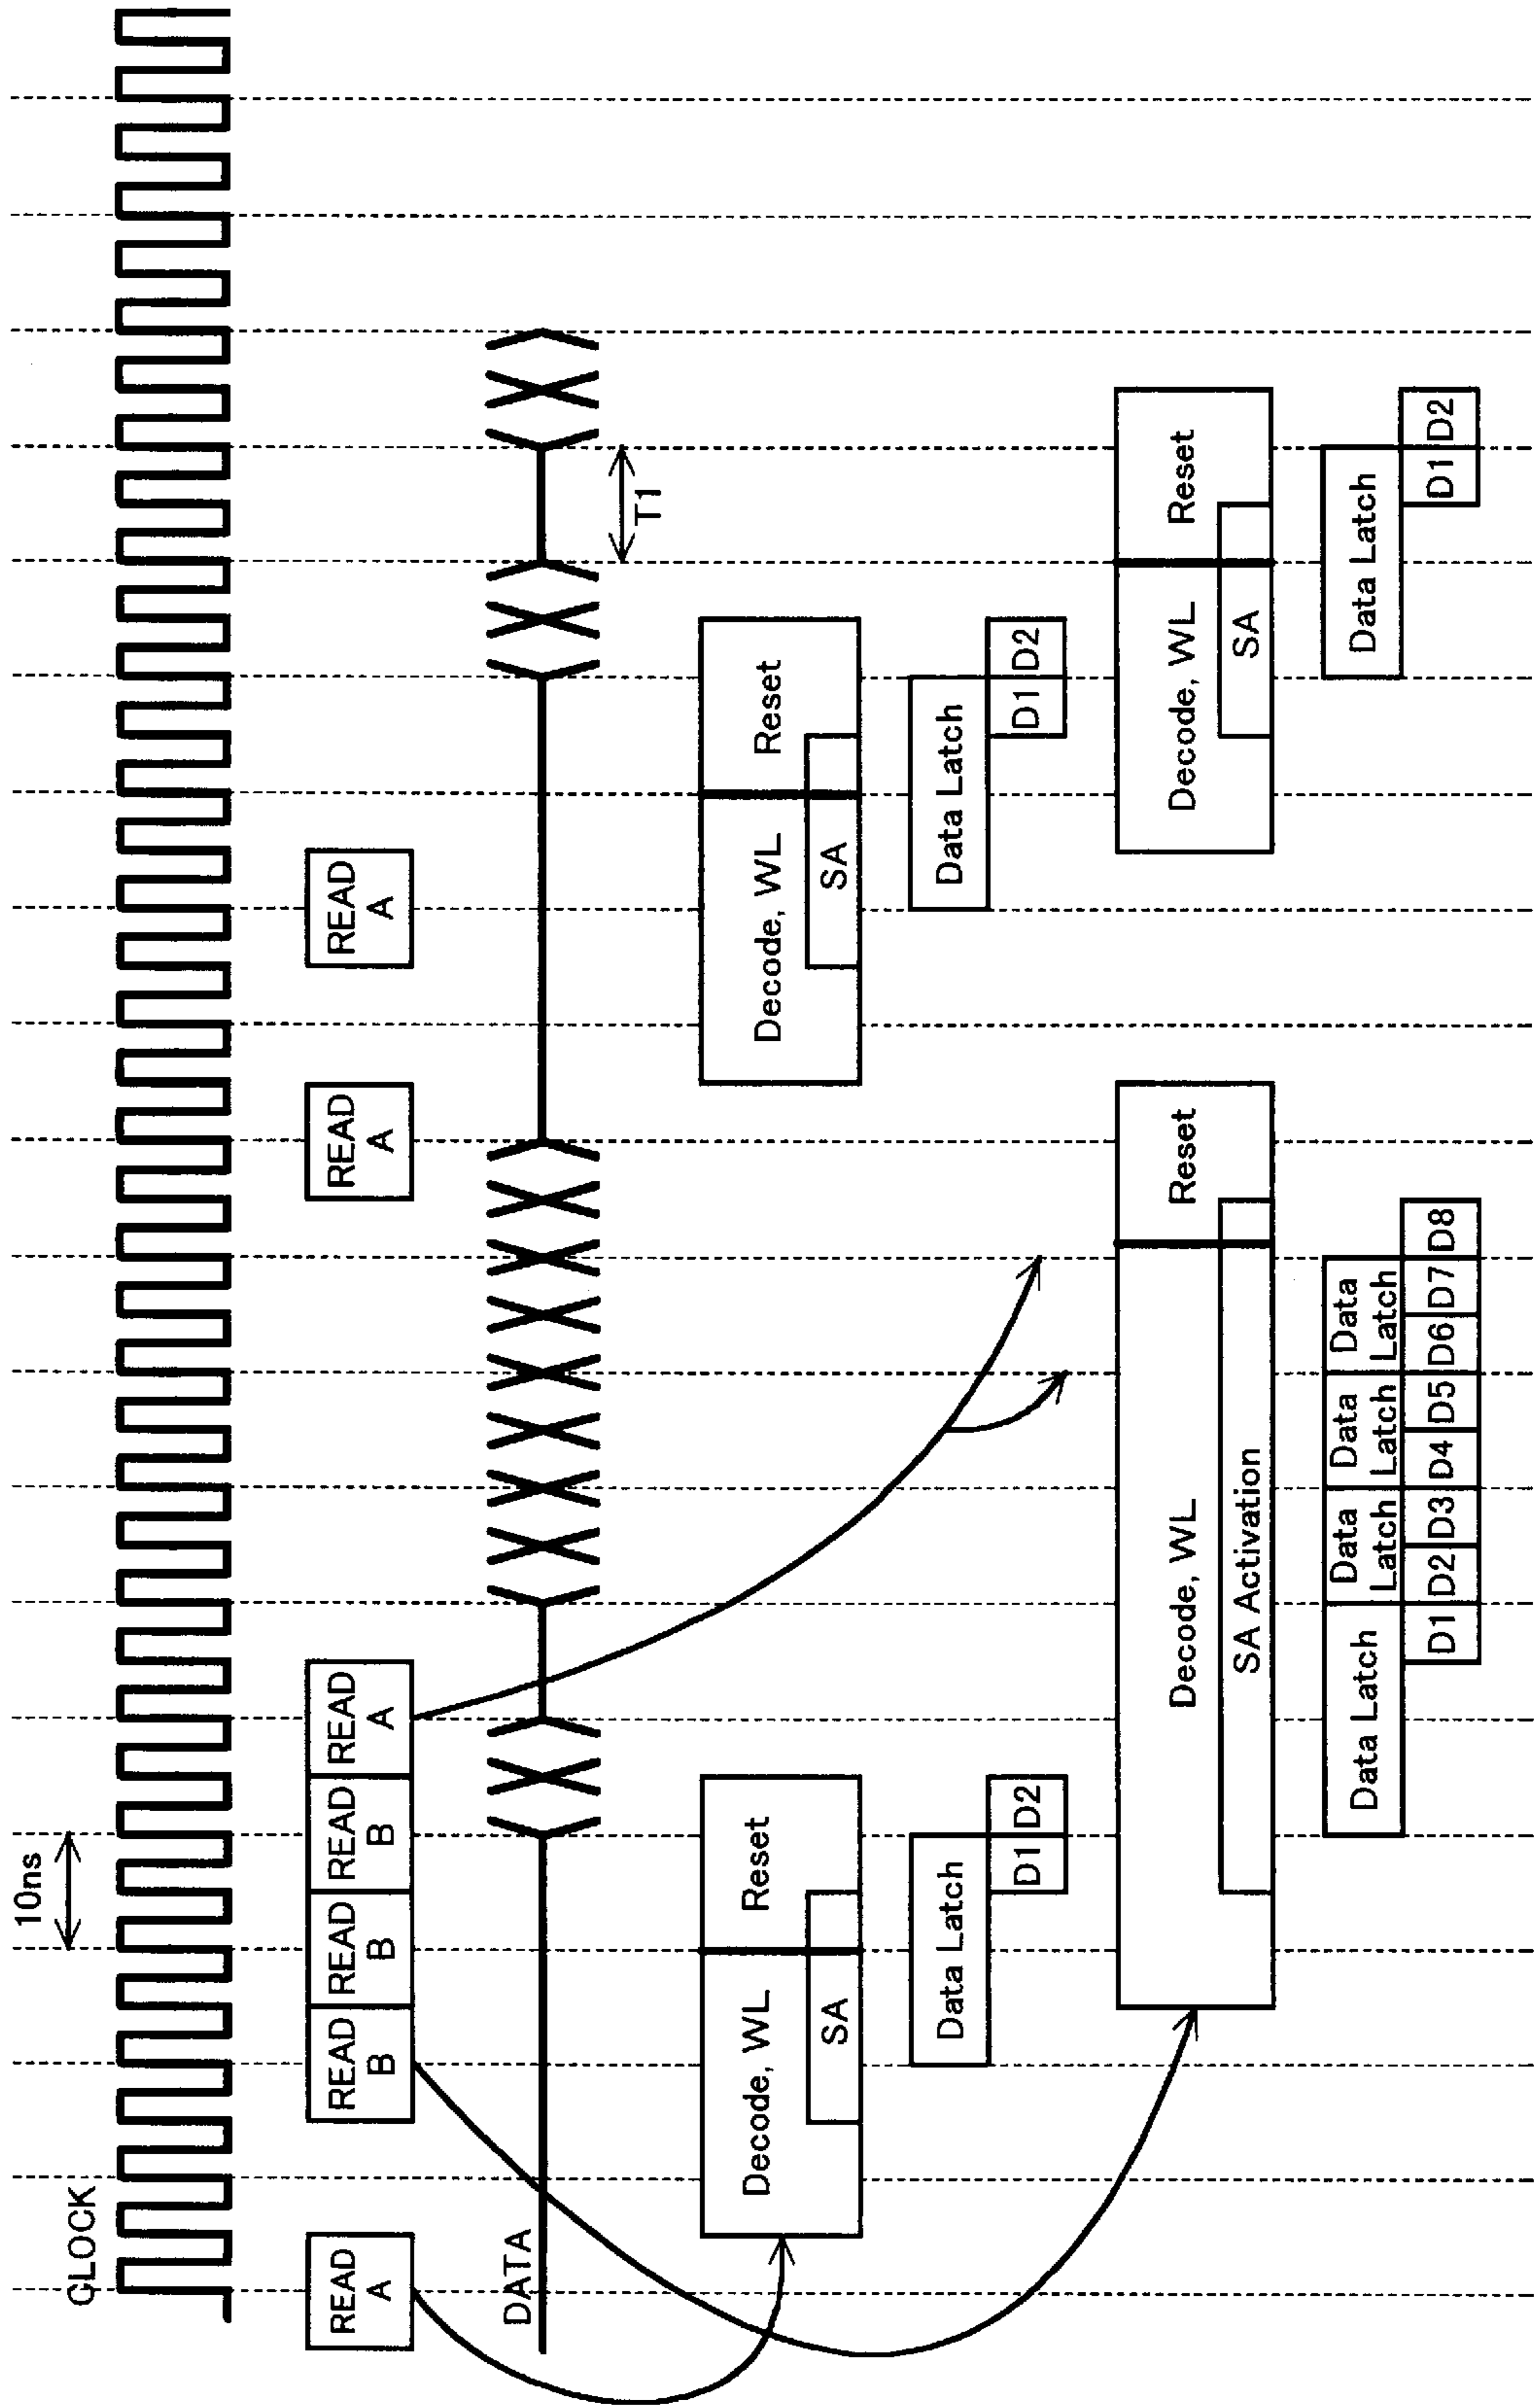 10ns
CLOCK
READ
A
READ
B
READ
B
READ
B
READ
A
READ
A
READ
A
DATA
T1
Decode, WL
Reset
SA
Data Latch
D1
D2
Decode, WL
Reset
SA
Data Latch
D1
D2
Decode, WL
Reset
SA Activation
Data Latch
Data
Latch
Data
Latch
Data
Latch
D1
D2
D3
D4
D5
D6
D7
D8
Decode, WL
Reset
SA
Data Latch
D1
D2